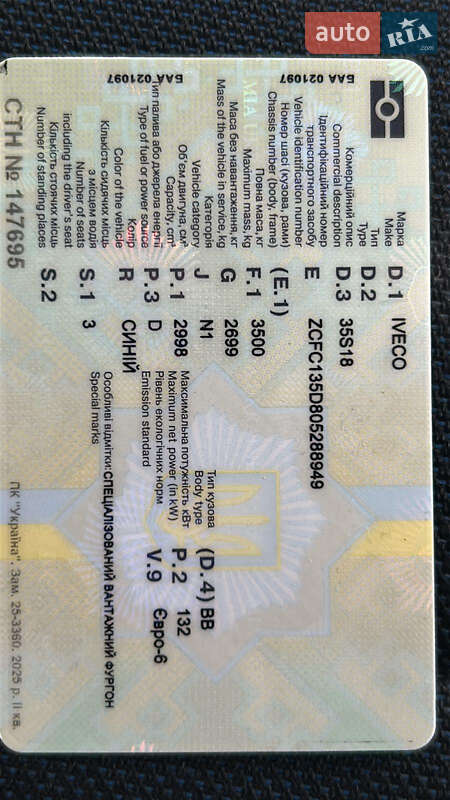 auto RIA.com
БАА 021097
БАА 021097
Марка
Make
D.1 IVECO
Тип
Type
D.2
Комерційний опис
Commercial description
D.3 35S18
Ідентифікаційний номер
транспортного засобу
Vehicle identification number
E ZCFC135D805288949
Номер шасі (кузова, рами)
Chassis number (body, frame)
(E.1)
Повна маса, кг
Maximum mass, kg
F.1 3500
Маса без навантаження, кг
Mass of the vehicle in service, kg
G 2699
Категорія
Vehicle category
J N1
Тип кузова
Body type
(D.4) ВВ
Об'єм двигуна, см³
Capacity, cm³
P.1 2998
Максимальна потужність кВт
Maximum net power (in kW)
P.2 132
Тип палива або джерела енергії
Type of fuel or power source
P.3 D
Рівень екологічних норм
Emission standard
V.9 Євро-6
Колір
Color of the vehicle
R СИНІЙ
Кількість сидячих місць
з місцем водія
Number of seats
including the driver's seat
S.1 3
Особливі відмітки: СПЕЦІАЛІЗОВАНИЙ ВАНТАЖНИЙ ФУРГОН
Special marks
Кількість стоячих місць
Number of standing places
S.2
СТН № 147695
ПК "Україна". Зам. 25-3360. 2025 р. ІІ кв.